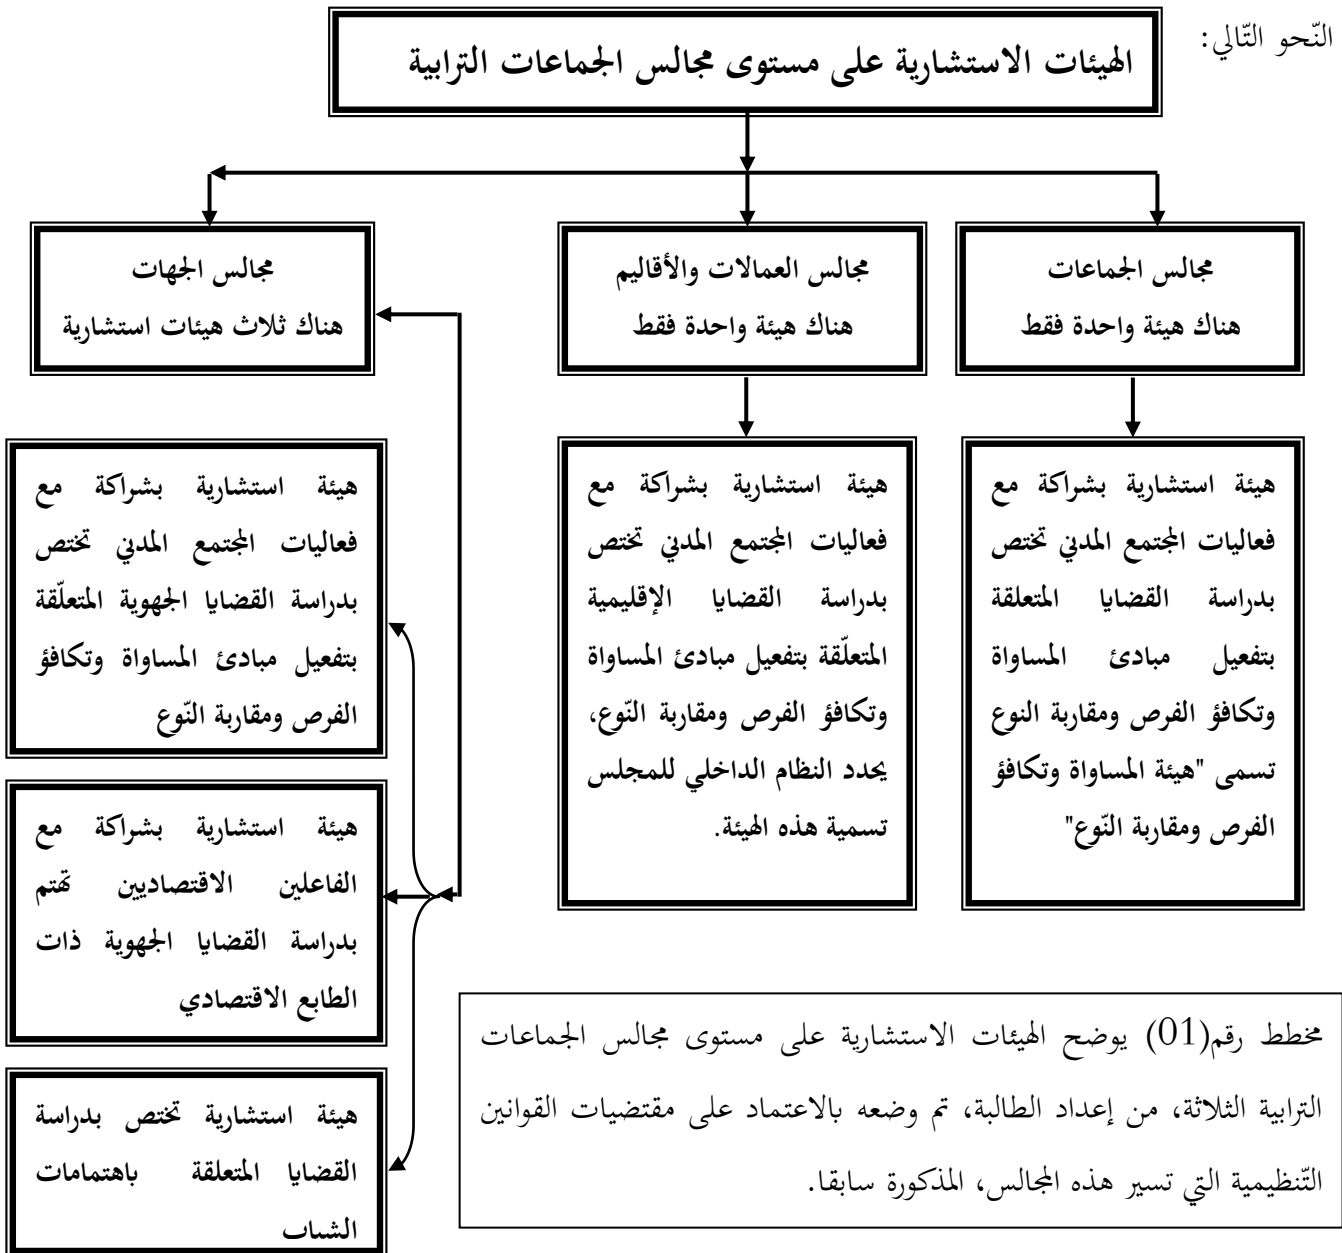 النّحو التّالي:
الهيئات الاستشارية على مستوى مجالس الجماعات الترابية
مجالس الجماعات
هناك هيئة واحدة فقط
مجالس العمالات والأقاليم
هناك هيئة واحدة فقط
مجالس الجهات
هناك ثلاث هيئات استشارية
هيئة استشارية بشراكة مع
فعاليات المجتمع المدني تختص
بدراسة القضايا المتعلقة
بتفعيل مبادئ المساواة
وتكافؤ الفرص ومقاربة النوع
تسمى "هيئة المساواة وتكافؤ
الفرص ومقاربة النّوع"
هيئة استشارية بشراكة مع
فعاليات المجتمع المدني تختص
بدراسة القضايا الإقليمية
المتعلّقة بتفعيل مبادئ المساواة
وتكافؤ الفرص ومقاربة النّوع،
يحدد النظام الداخلي للمجلس
تسمية هذه الهيئة.
هيئة استشارية بشراكة مع
فعاليات المجتمع المدني تختص
بدراسة القضايا الجهوية المتعلّقة
بتفعيل مبادئ المساواة وتكافؤ
الفرص ومقاربة النّوع
هيئة استشارية بشراكة مع
الفاعلين الاقتصاديين تهتم
بدراسة القضايا الجهوية ذات
الطابع الاقتصادي
هيئة استشارية تختص بدراسة
القضايا المتعلقة باهتمامات
الشباب
مخطط رقم(01) يوضح الهيئات الاستشارية على مستوى مجالس الجماعات
الترابية الثلاثة، من إعداد الطالبة، تم وضعه بالاعتماد على مقتضيات القوانين
التّنظيمية التي تسير هذه المجالس، المذكورة سابقا.